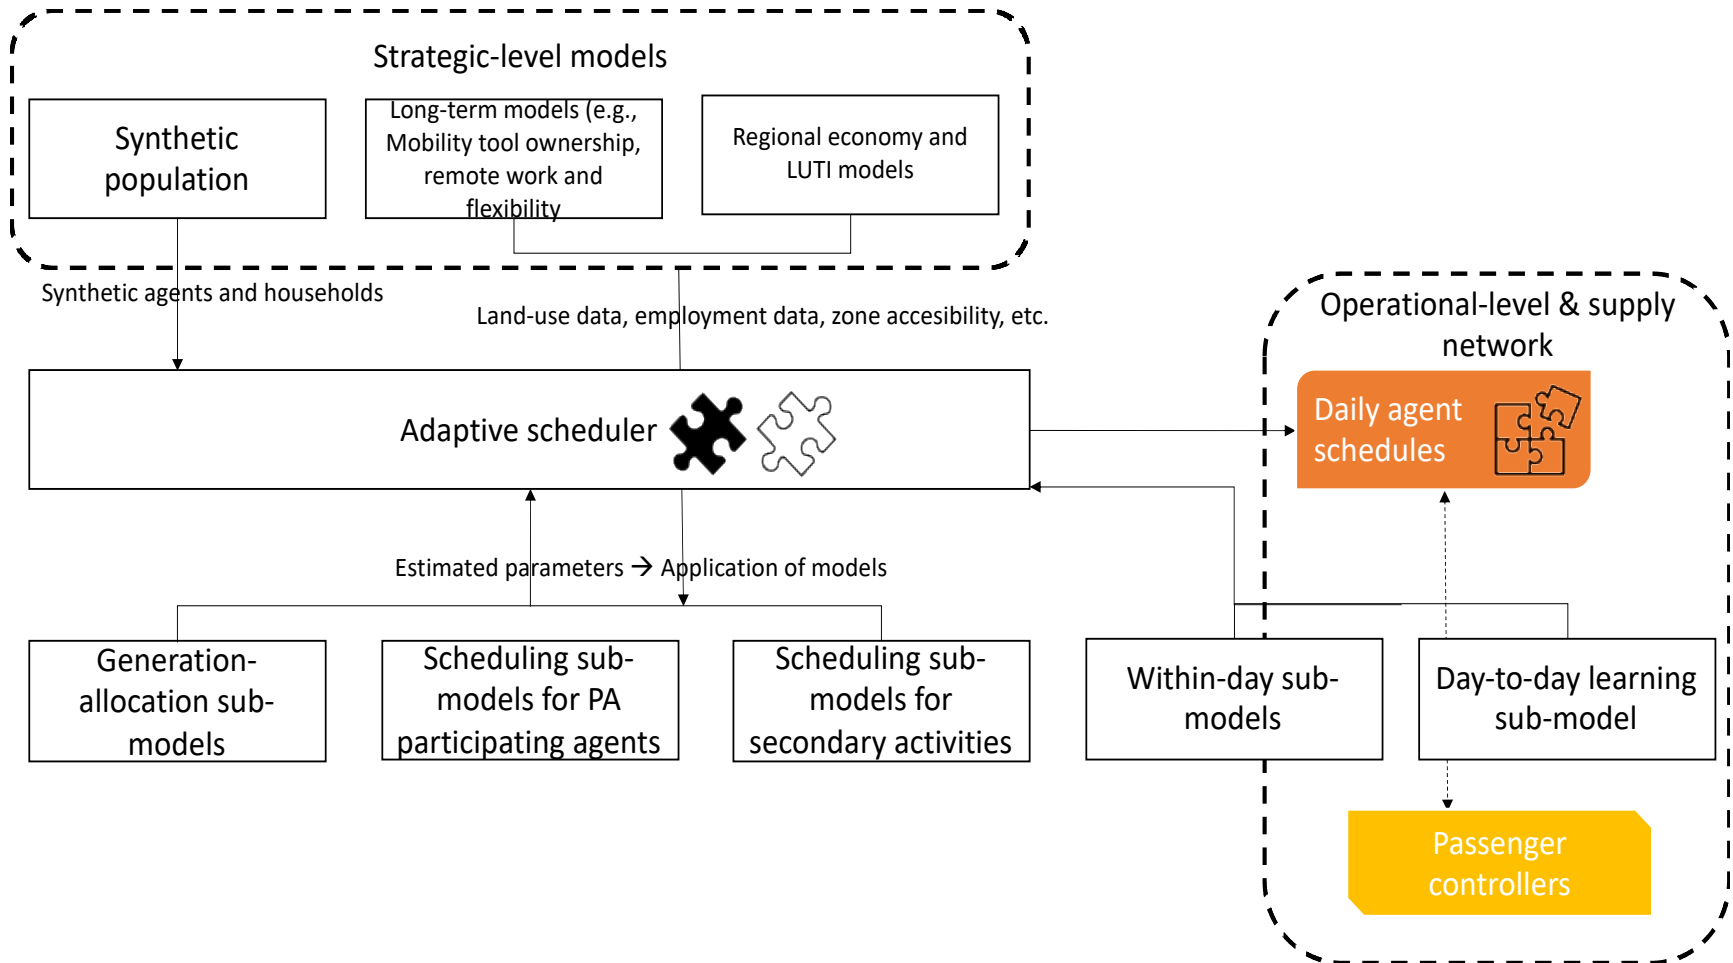 Strategic-level models
Synthetic
population
Long-term models (e.g.,
Mobility tool ownership,
remote work and
flexibility
Regional economy and
LUTI models
Synthetic agents and households
Land-use data, employment data, zone accesibility, etc.
Operational-level & supply
network
Adaptive scheduler
Daily agent
schedules
Estimated parameters → Application of models
Generation-
allocation sub-
models
Scheduling sub-
models for PA
participating agents
Scheduling sub-
models for
secondary activities
Within-day sub-
models
Day-to-day learning
sub-model
Passenger
controllers